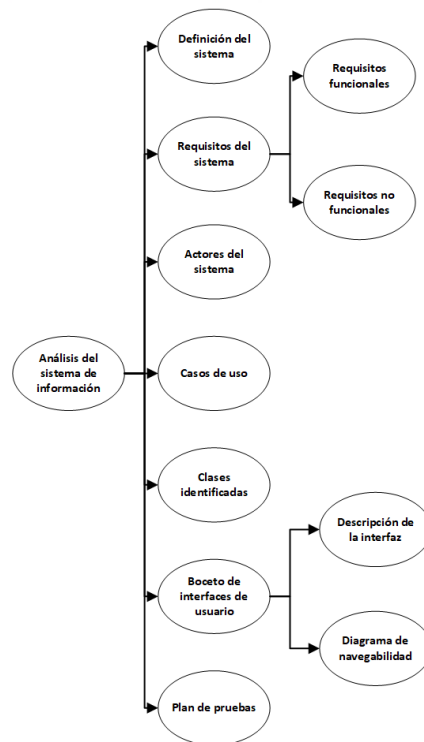 Definición del
sistema
Requisitos
funcionales
Requisitos del
sistema
Requisitos no
funcionales
Actores del
sistema
Análisis del
sistema de
información
Casos de uso
Clases
identificadas
Descripción de
la interfaz
Boceto de
interfaces de
usuario
Diagrama de
navegabilidad
Plan de pruebas